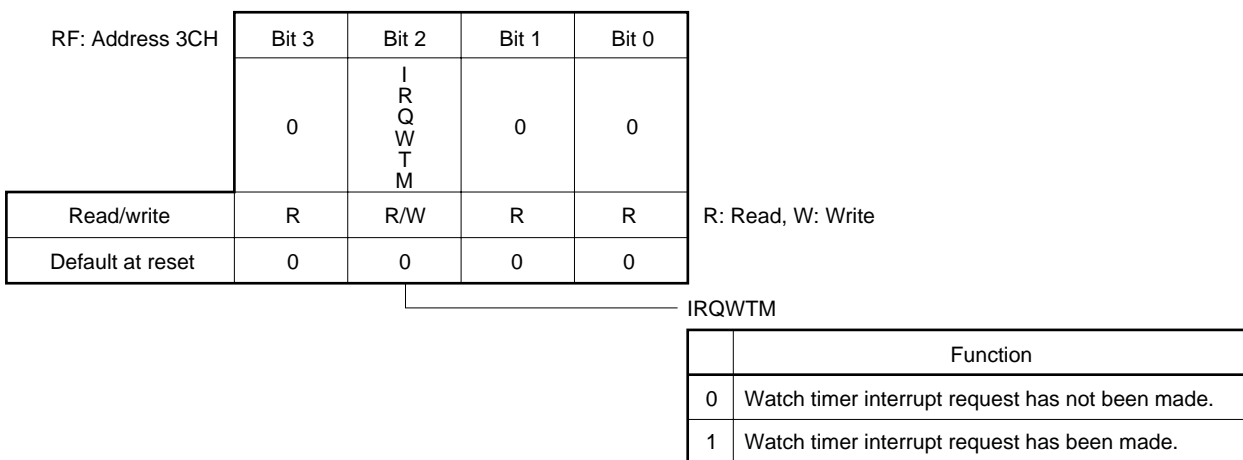 RF: Address 3CH Bit 3 Bit 2 Bit 1 Bit 0
0 IRQWTM 0 0
Read/write R R/W R R R: Read, W: Write
Default at reset 0 0 0 0
IRQWTM
Function
0 Watch timer interrupt request has not been made.
1 Watch timer interrupt request has been made.